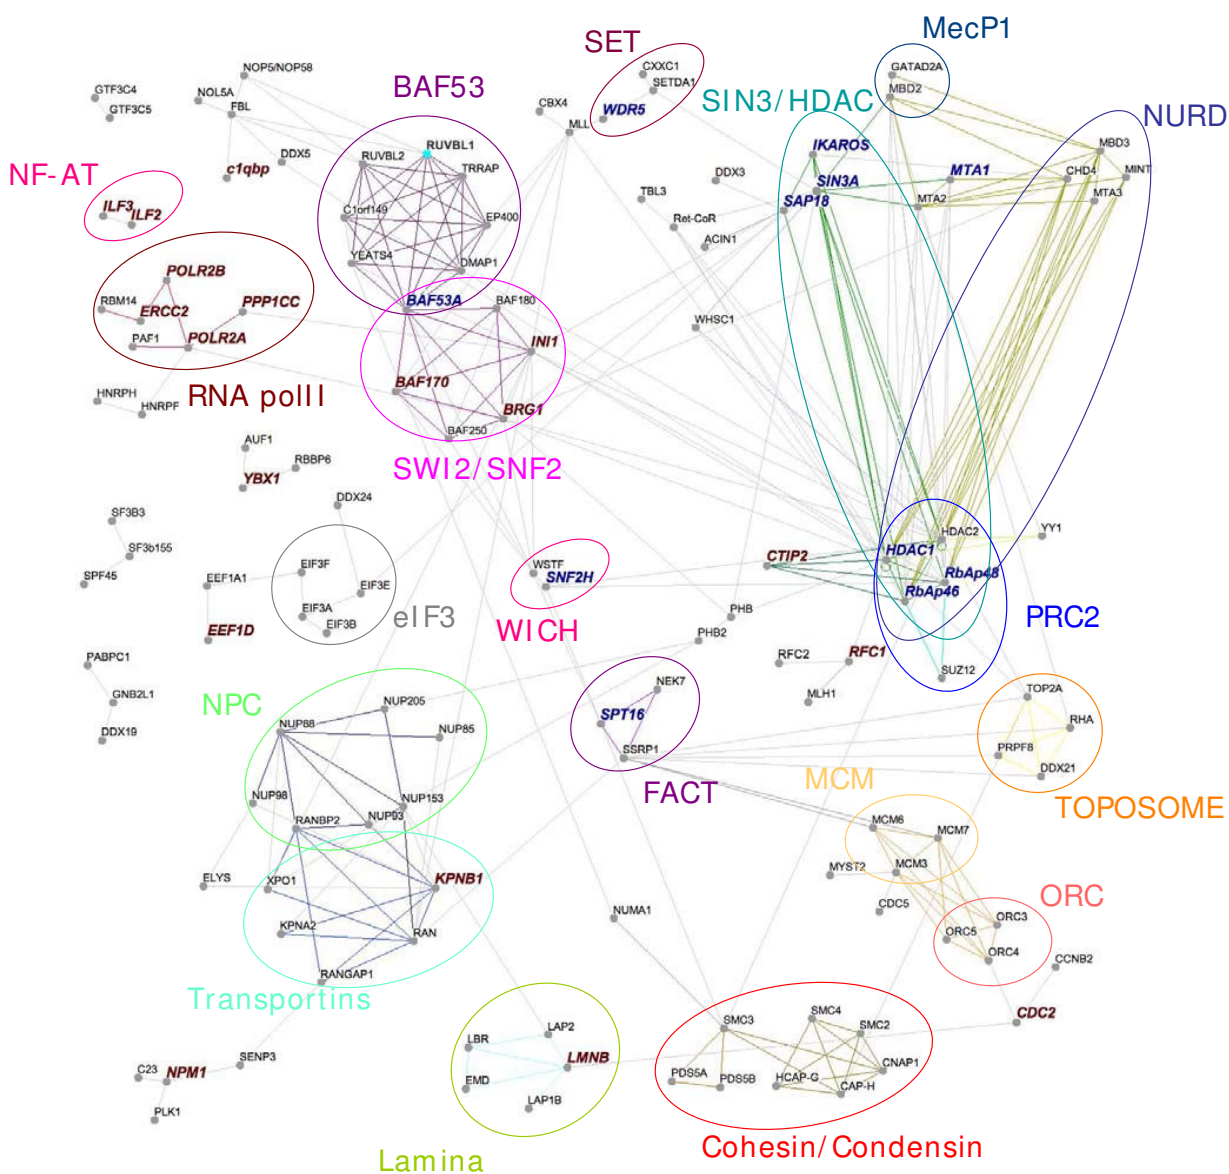 MecP1
SET
CXXC1
SETDA1
WDR5
GATAD2A
MBD2
NOP5/NOP58
GTF3C4
GTF3C5
NOL5A
FBL
BAF53
CBX4
MLL
SIN3/HDAC
NURD
RUVBL1
RUVBL2
TRRAP
C1orf149
EP400
YEATS4
DMAP1
BAF53A
DDX5
c1qbp
IKAROS
SIN3A
SAP18
MTA1
MTA2
MBD3
CHD4
MINT
MTA3
NF-AT
ILF3
ILF2
DDX3
TBL3
Ret-CoR
ACIN1
WHSC1
POLR2B
RBM14
ERCC2
PPP1CC
PAF1
POLR2A
RNA polII
BAF180
INI1
BAF170
BRG1
BAF250
SWI2/SNF2
HNRPH
HNRPF
AUF1
RBBP6
YBX1
DDX24
SF3B3
SF3b155
SPF45
EEF1A1
EEF1D
EIF3F
EIF3E
EIF3A
EIF3B
eIF3
WSTF
SNF2H
WICH
CTIP2
HDAC2
HDAC1
YY1
RbAp48
RbAp46
PRC2
SUZ12
PHB
PHB2
RFC2
RFC1
MLH1
PABPC1
GNB2L1
DDX19
NPC
NUP205
NUP88
NUP85
NUP98
NUP153
RANBP2
NUP93
NEK7
SPT16
SSRP1
FACT
TOP2A
RHA
PRPF8
DDX21
TOPOSOME
MCM
MCM6
MCM7
MCM3
MYST2
CDC5
ORC
ORC3
ORC5
ORC4
CCNB2
CDC2
ELYS
XPO1
KPNB1
KPNA2
RAN
RANGAP1
Transportins
NUMA1
C23
NPM1
SENP3
PLK1
LBR
LAP2
LMNB
EMD
LAP1B
Lamina
SMC3
SMC4
SMC2
CNAP1
PDS5A
PDS5B
HCAP-G
CAP-H
Cohesin/Condensin